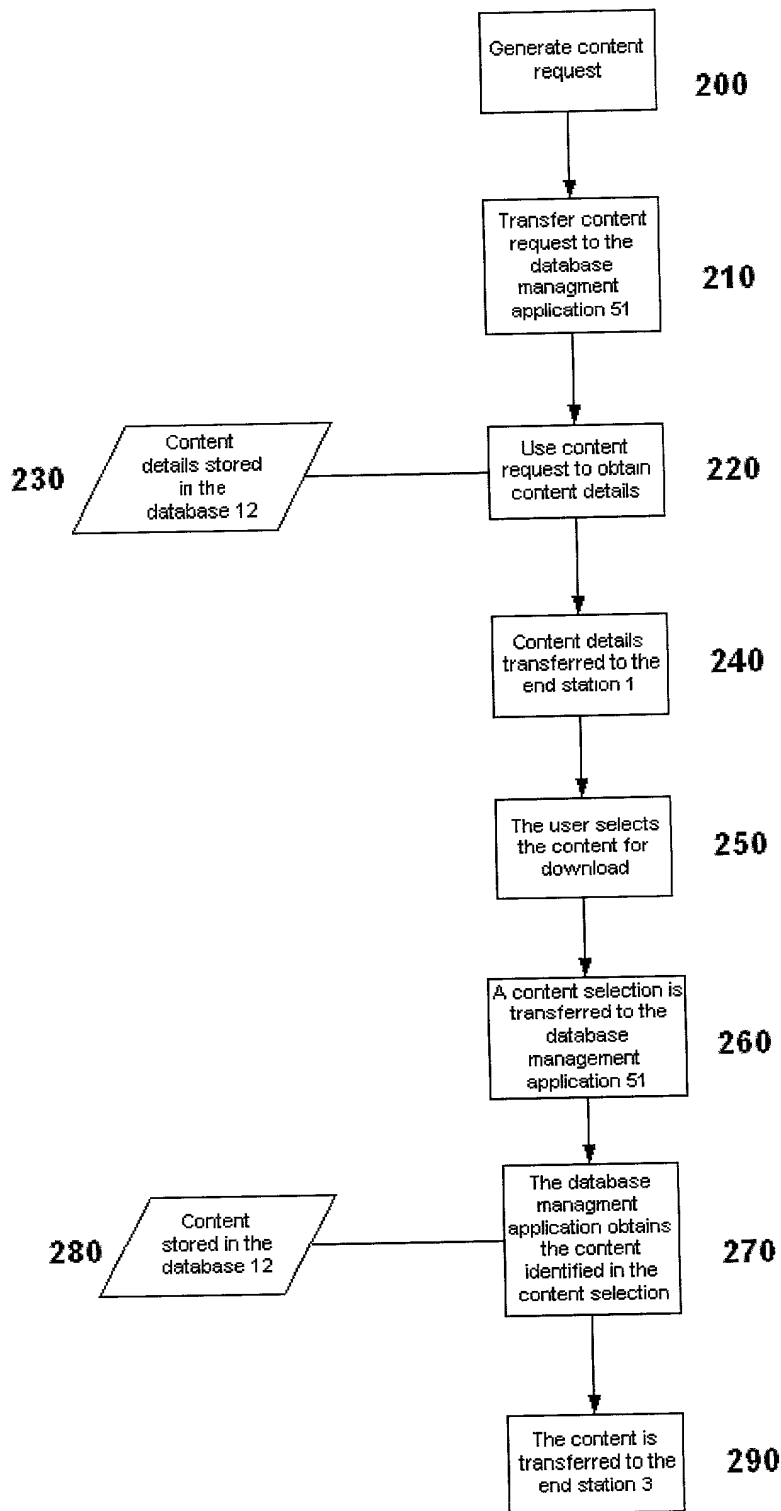 Generate content
request
200
Transfer content
request to the
database
managment
application 51
210
230
Content
details stored
in the
database 12
Use content
request to obtain
content details
220
Content details
transferred to the
end station 1
240
The user selects
the content for
download
250
A content selection is
transferred to the
database
management
application 51
260
280
Content
stored in the
database 12
The database
managment
application obtains
the content
identified in the
content selection
270
The content is
transferred to the
end station 3
290